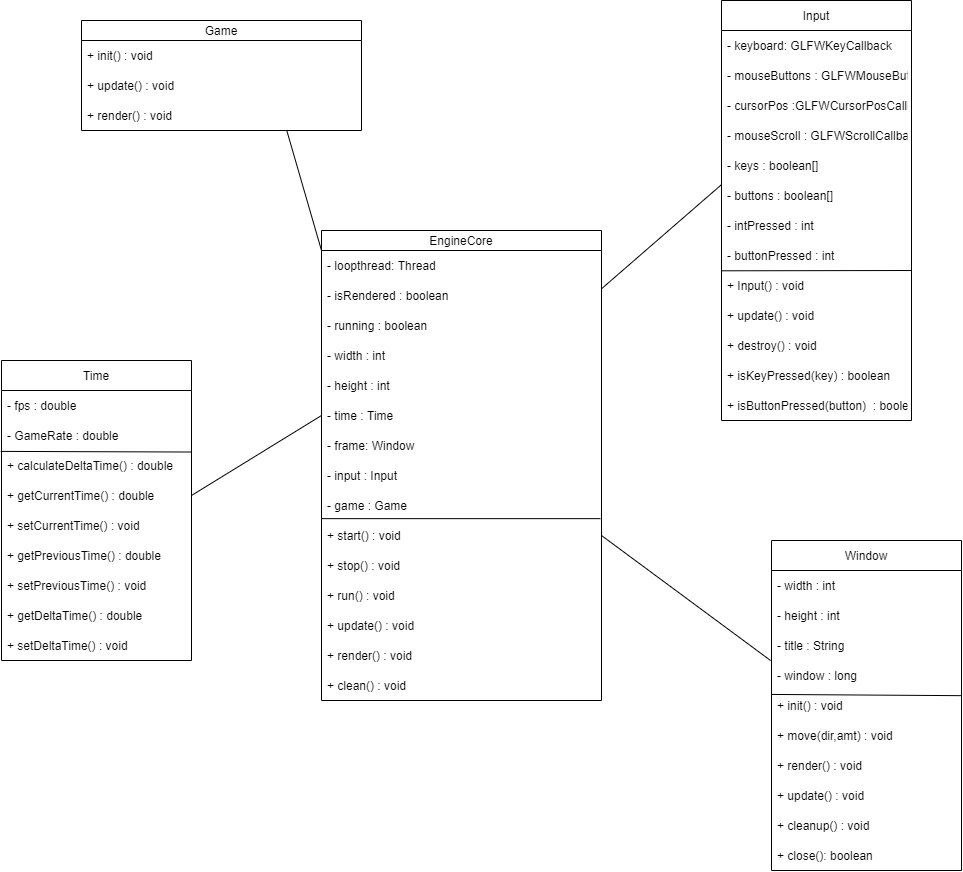 Game
+ init() : void
+ update() : void
+ render() : void
Input
- keyboard: GLFWKeyCallback
- mouseButtons : GLFWMouseBut
- cursorPos :GLFWCursorPosCall
- mouseScroll : GLFWScrollCallba
- keys : boolean[]
- buttons : boolean[]
- intPressed : int
- buttonPressed : int
+ Input() : void
+ update() : void
+ destroy() : void
+ isKeyPressed(key) : boolean
+ isButtonPressed(button) : boole
EngineCore
- loopthread: Thread
- isRendered : boolean
- running : boolean
- width : int
- height : int
- time : Time
- frame: Window
- input : Input
- game : Game
+ start() : void
+ stop() : void
+ run() : void
+ update() : void
+ render() : void
+ clean() : void
Time
- fps : double
- GameRate : double
+ calculateDeltaTime() : double
+ getCurrentTime() : double
+ setCurrentTime() : void
+ getPreviousTime() : double
+ setPreviousTime() : void
+ getDeltaTime() : double
+ setDeltaTime() : void
Window
- width : int
- height : int
- title : String
- window : long
+ init() : void
+ move(dir,amt) : void
+ render() : void
+ update() : void
+ cleanup() : void
+ close(): boolean